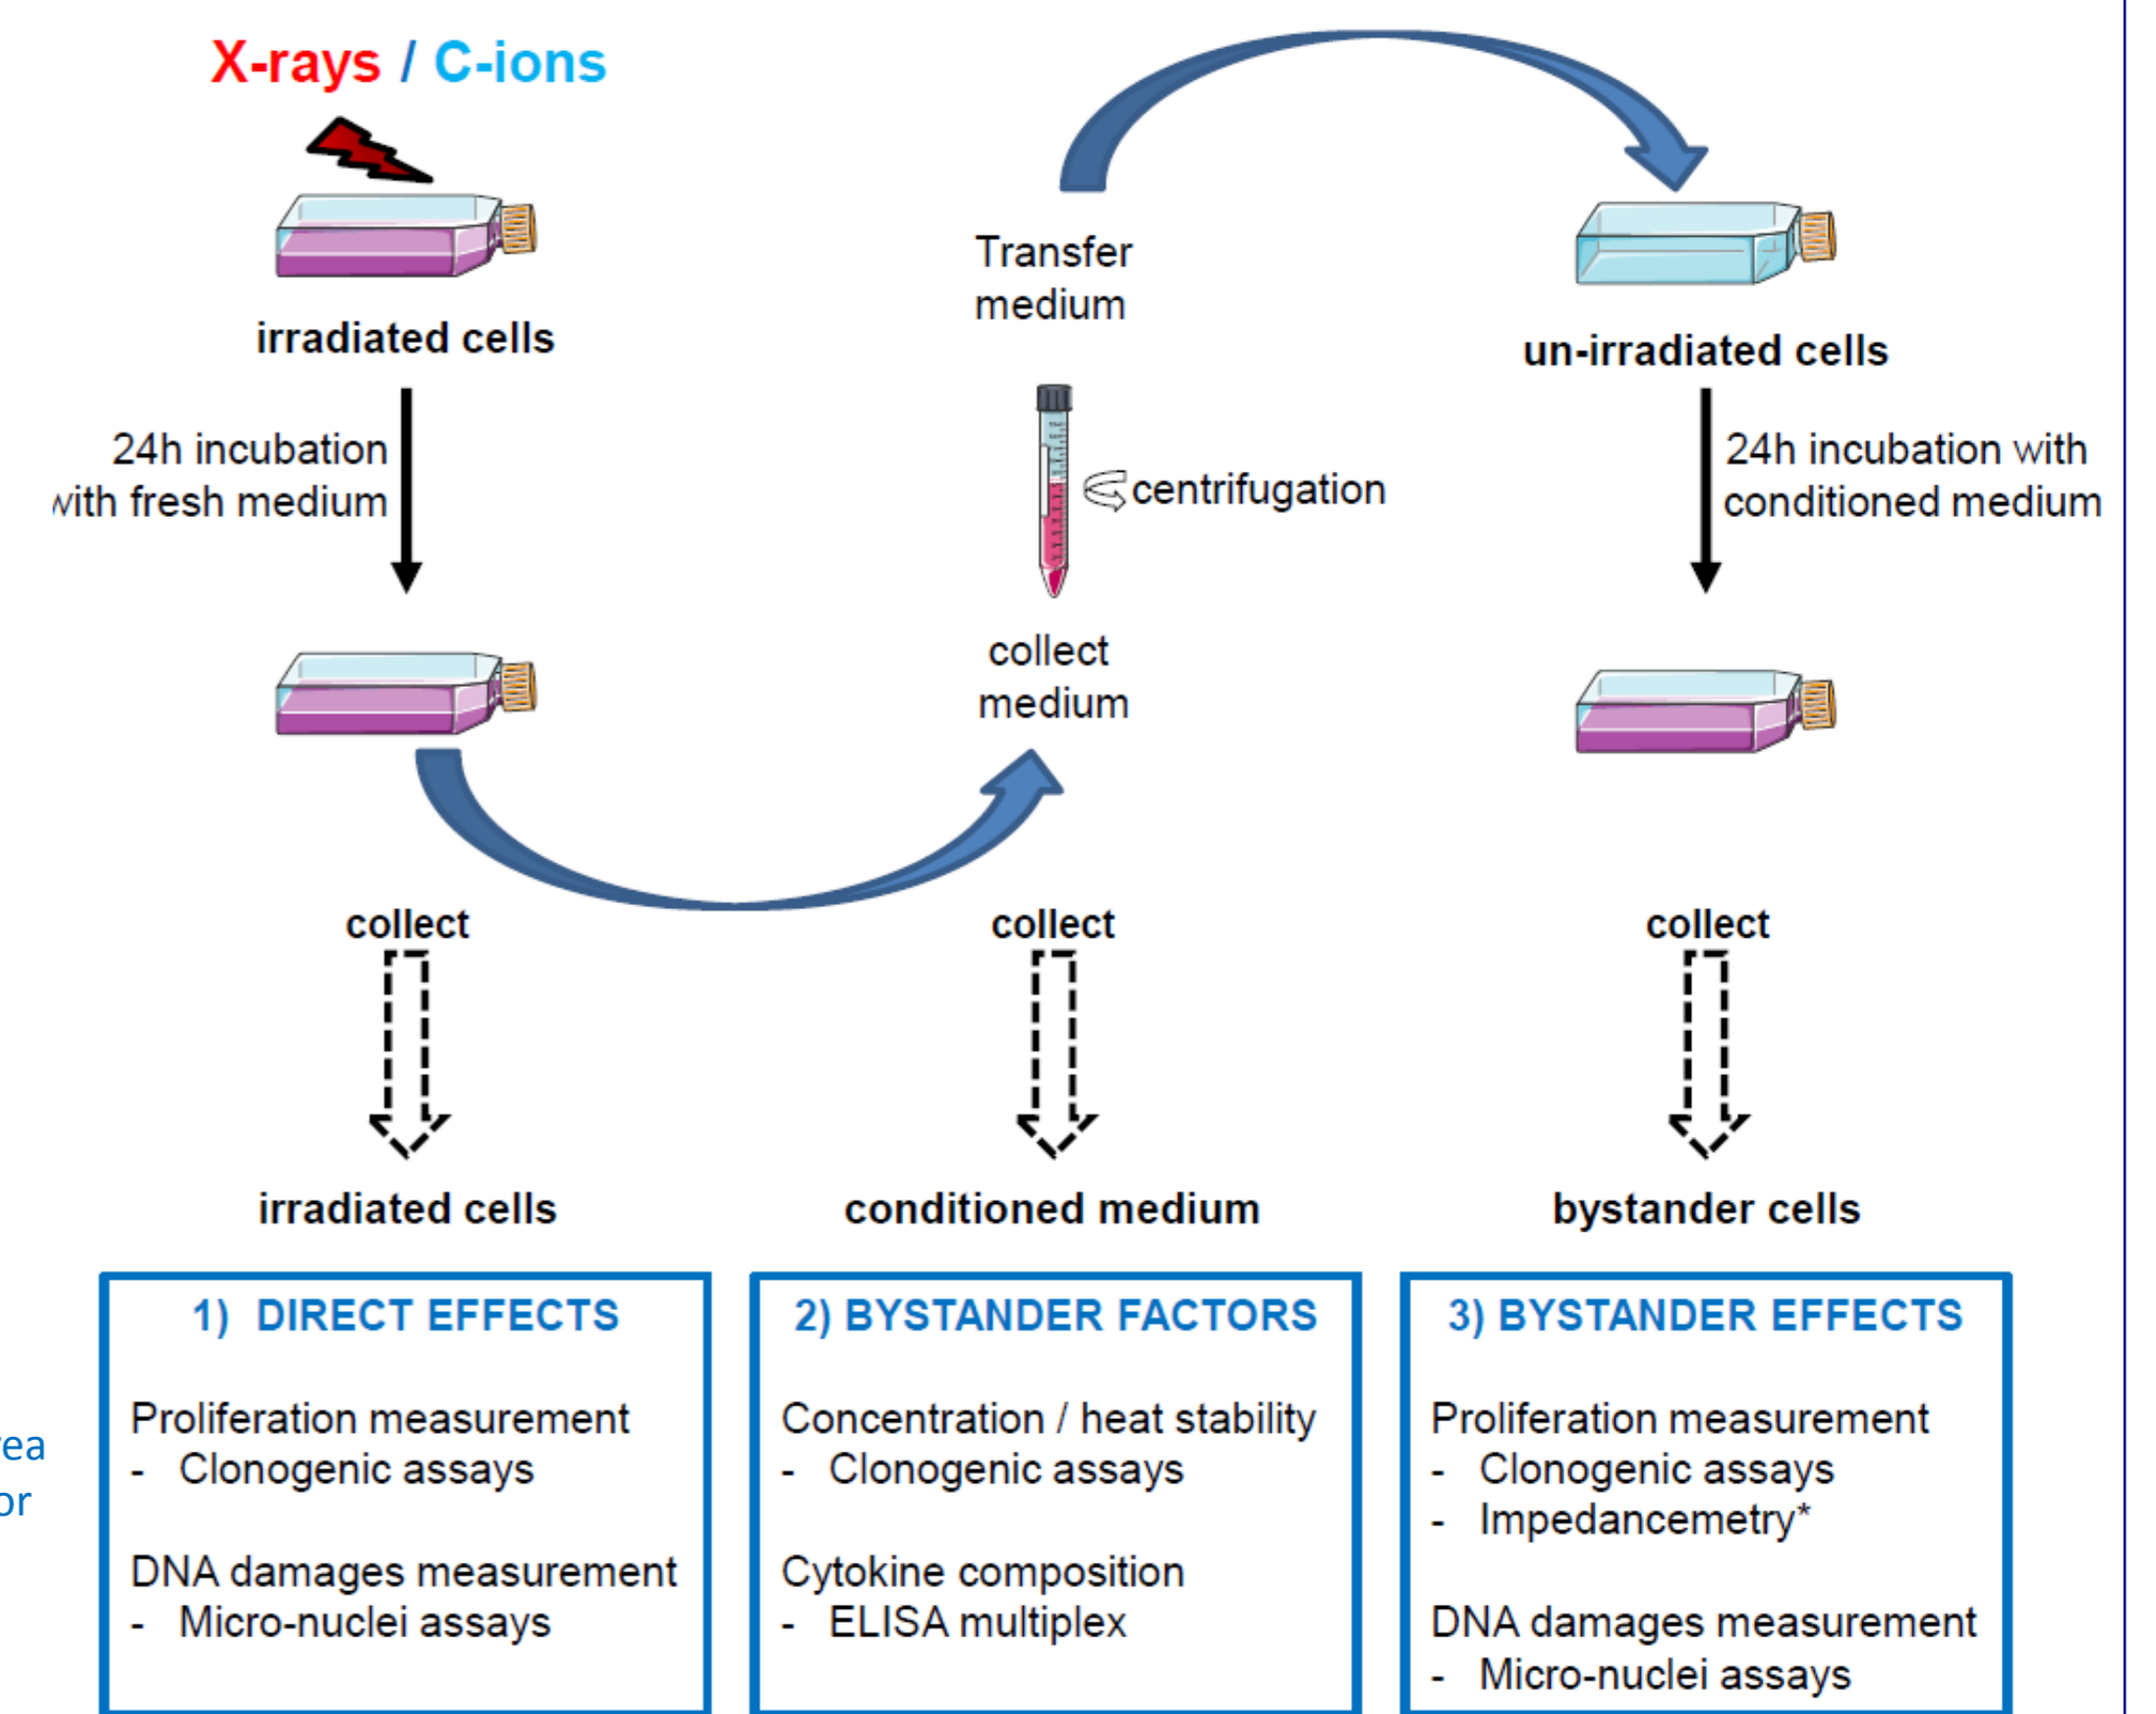 X-rays / C-ions
irradiated cells
24h incubation
with fresh medium
Transfer
medium
centrifugation
collect
medium
un-irradiated cells
24h incubation with
conditioned medium
collect
collect
collect
irradiated cells
conditioned medium
bystander cells
1) DIRECT EFFECTS
Proliferation measurement
- Clonogenic assays
DNA damages measurement
- Micro-nuclei assays
2) BYSTANDER FACTORS
Concentration / heat stability
- Clonogenic assays
Cytokine composition
- ELISA multiplex
3) BYSTANDER EFFECTS
Proliferation measurement
- Clonogenic assays
- Impedancemetry*
DNA damages measurement
- Micro-nuclei assays